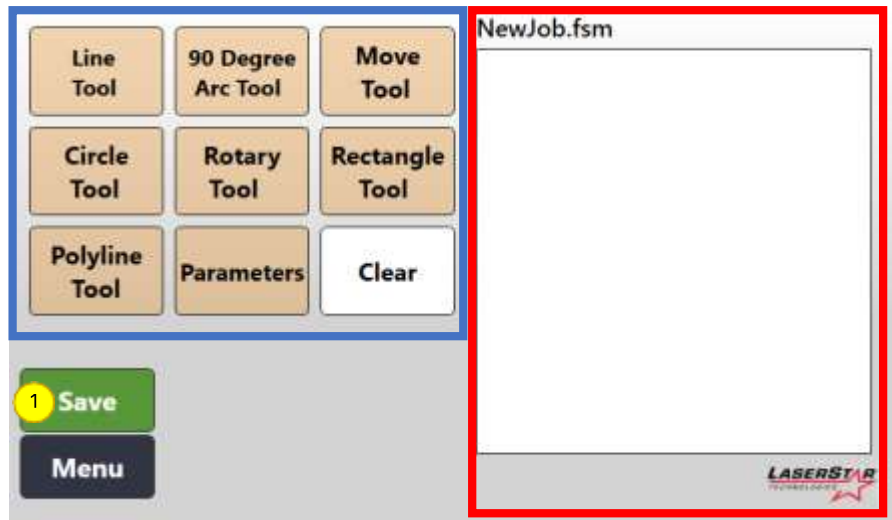 Line
Tool
90 Degree
Arc Tool
Move
Tool
Circle
Tool
Rotary
Tool
Rectangle
Tool
Polyline
Tool
Parameters
Clear
1
Save
Menu
NewJob.fsm
LASERSTAR
TECHNOLOGIES